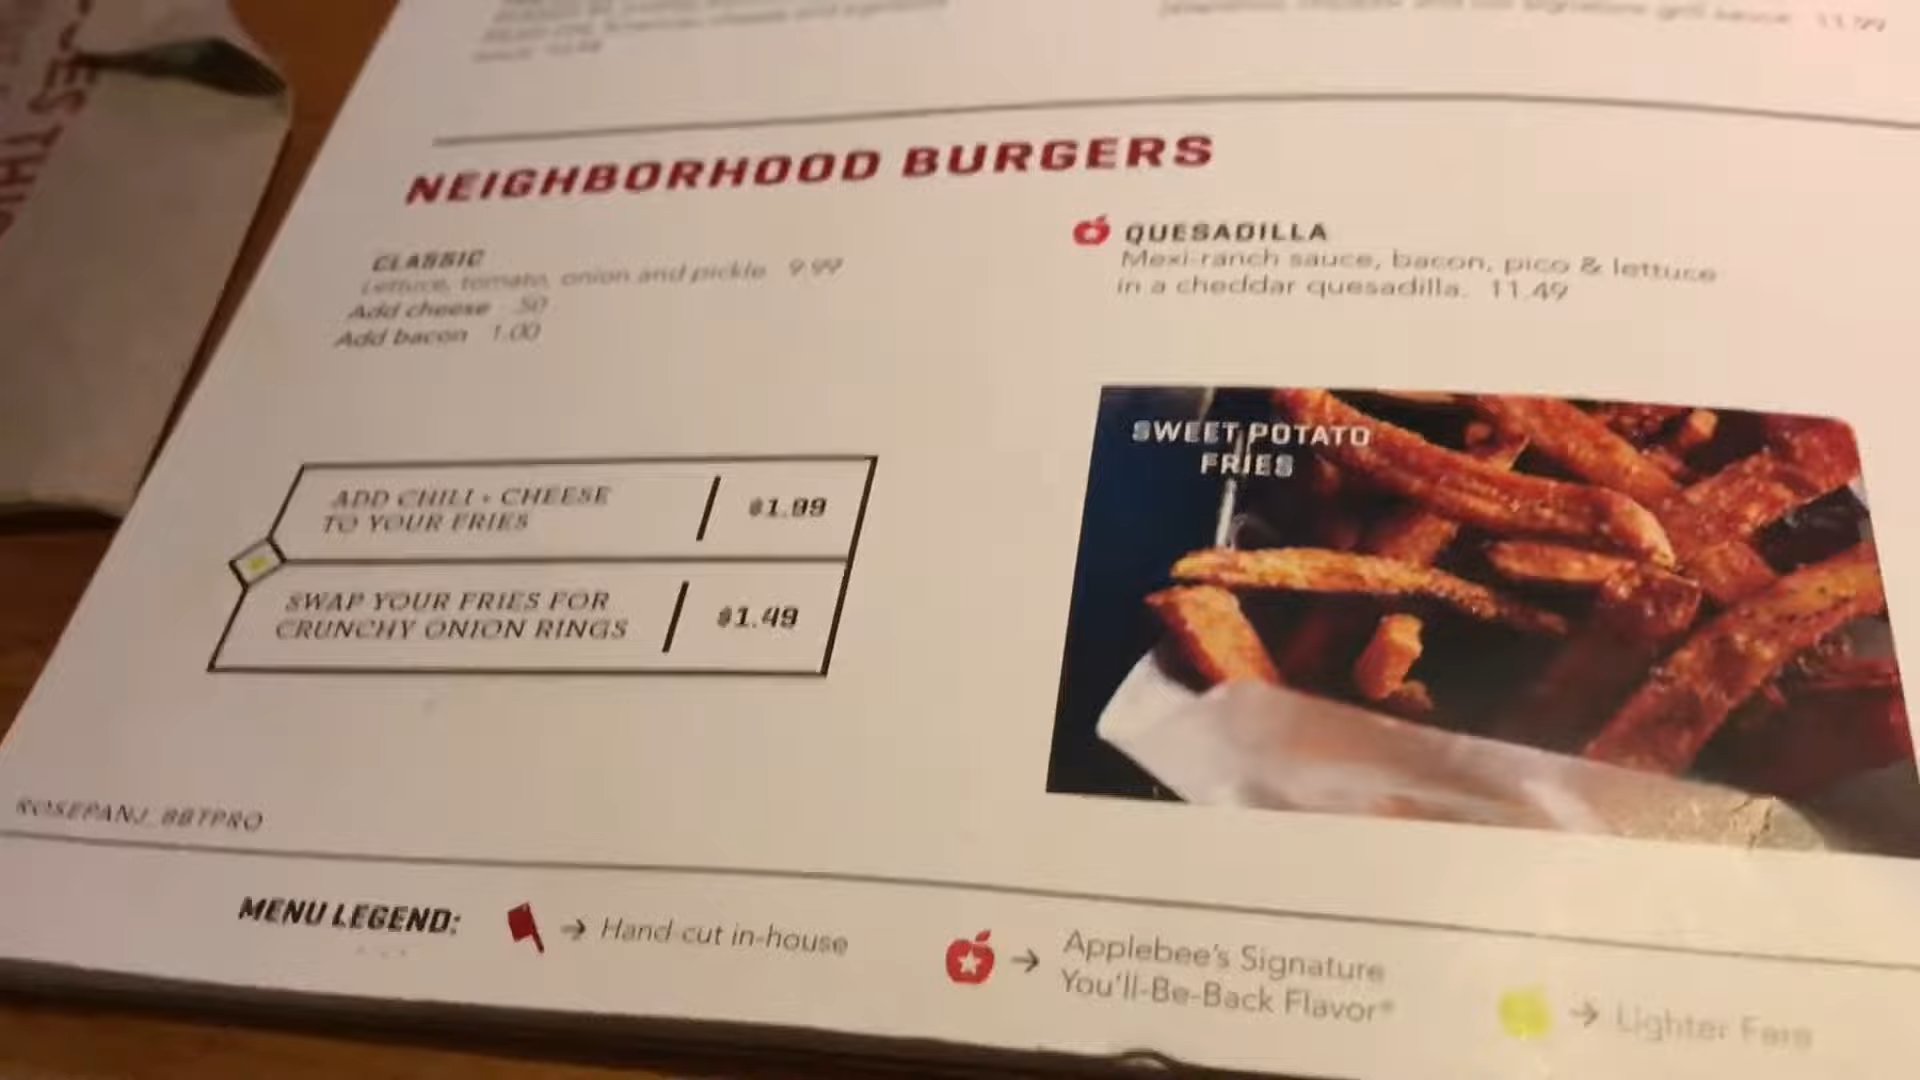 11.99
NEIGHBORHOOD BURGERS
CLASSIC
Lettuce, tomato, onion and pickle 9.99
Add cheese .50
Add bacon 1.00
QUESADILLA
Mexi-ranch sauce, bacon, pico & lettuce
in a cheddar quesadilla. 11.49
SWEET POTATO
FRIES
ADD CHILI + CHEESE
TO YOUR FRIES
$1.99
SWAP YOUR FRIES FOR
CRUNCHY ONION RINGS
$1.49
MENU LEGEND:
→ Hand-cut in-house
→ Applebee's Signature
You'll-Be-Back Flavor®
→ Lighter Fare